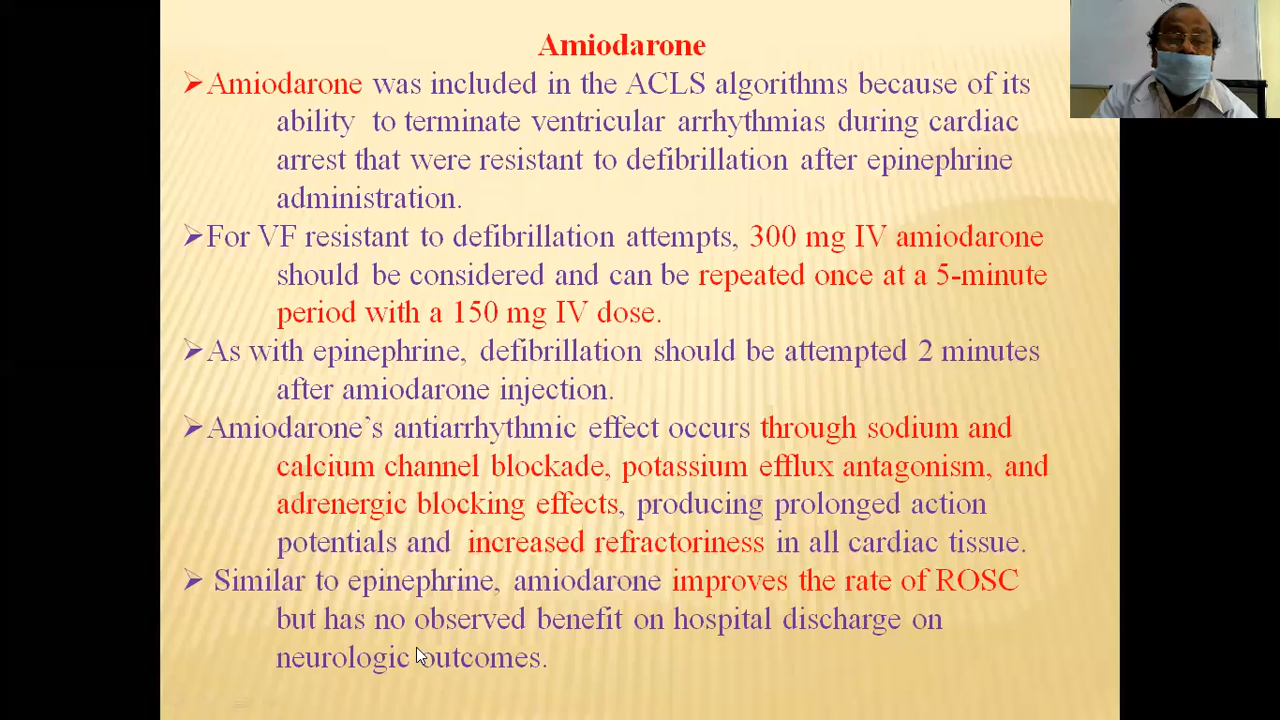 Amiodarone
➢Amiodarone was included in the ACLS algorithms because of its
ability to terminate ventricular arrhythmias during cardiac
arrest that were resistant to defibrillation after epinephrine
administration.
➢For VF resistant to defibrillation attempts, 300 mg IV amiodarone
should be considered and can be repeated once at a 5-minute
period with a 150 mg IV dose.
➢As with epinephrine, defibrillation should be attempted 2 minutes
after amiodarone injection.
➢Amiodarone’s antiarrhythmic effect occurs through sodium and
calcium channel blockade, potassium efflux antagonism, and
adrenergic blocking effects, producing prolonged action
potentials and increased refractoriness in all cardiac tissue.
➢ Similar to epinephrine, amiodarone improves the rate of ROSC
but has no observed benefit on hospital discharge on
neurologic outcomes.